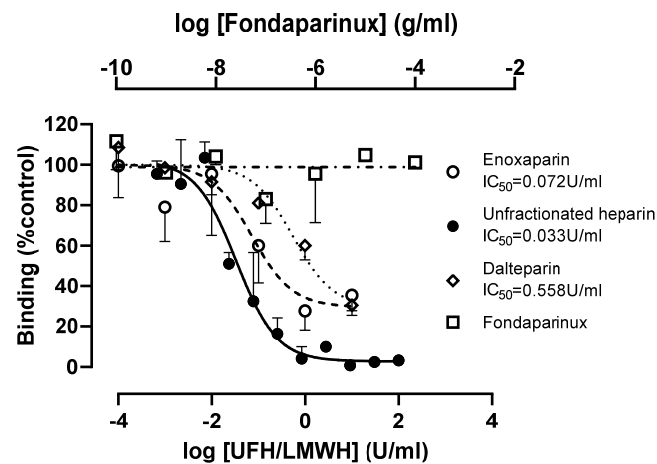 log [Fondaparinux] (g/ml)
-10 -8 -6 -4 -2
120
100
80
60
40
20
0
Binding (%control)
Enoxaparin
IC50=0.072U/ml
Unfractionated heparin
IC50=0.033U/ml
Dalteparin
IC50=0.558U/ml
Fondaparinux
-4 -2 0 2 4
log [UFH/LMWH] (U/ml)